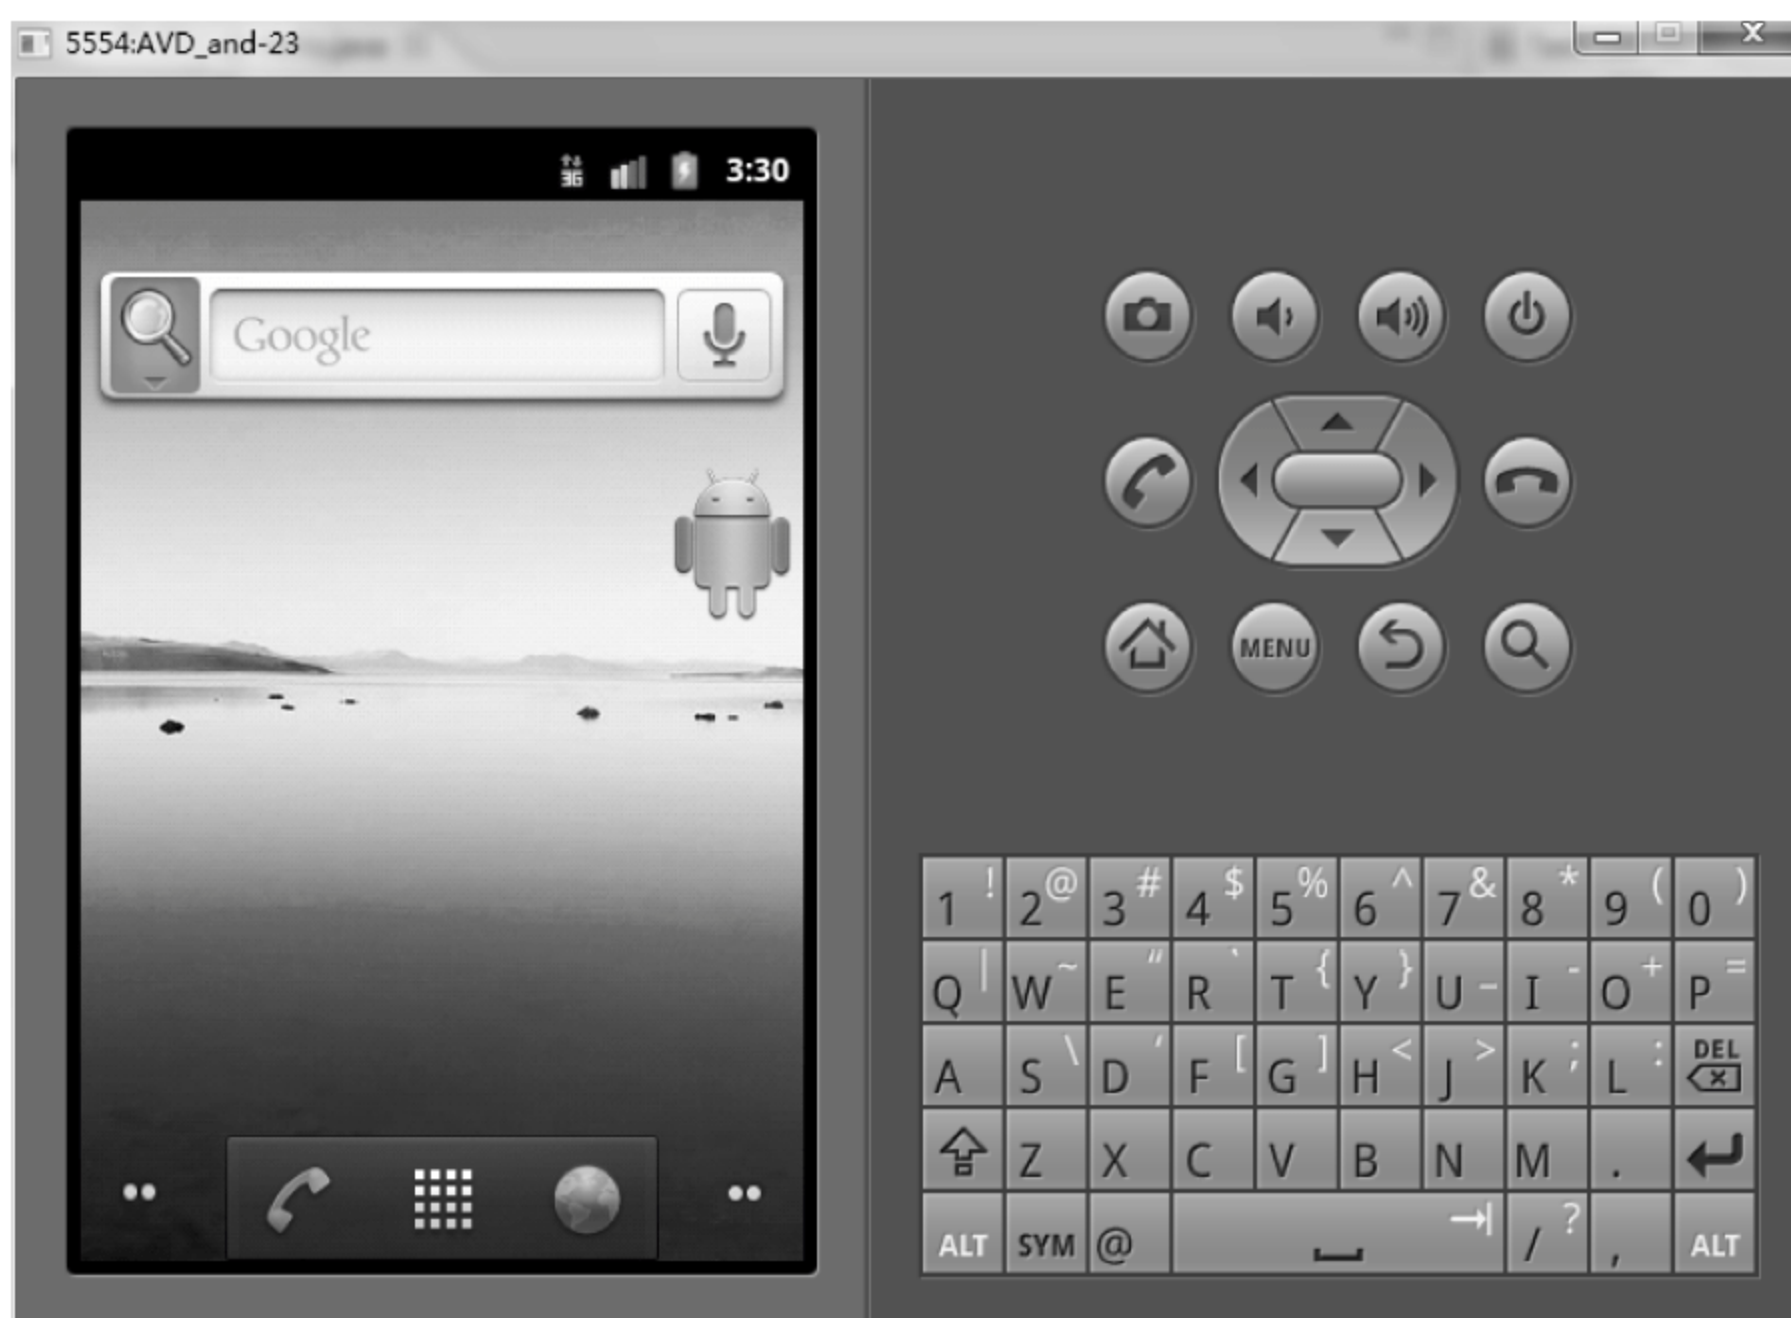 5554:AVD_and-23
3G 3:30
Google
MENU
1 ! 2 @ 3 # 4 $ 5 % 6 ^ 7 & 8 * 9 ( 0 )
Q | W ~ E " R ` T { Y } U _ I - O + P =
A S \ D ' F [ G ] H < J > K ; L : DEL
Z X C V B N M .
ALT SYM @ / ? , ALT